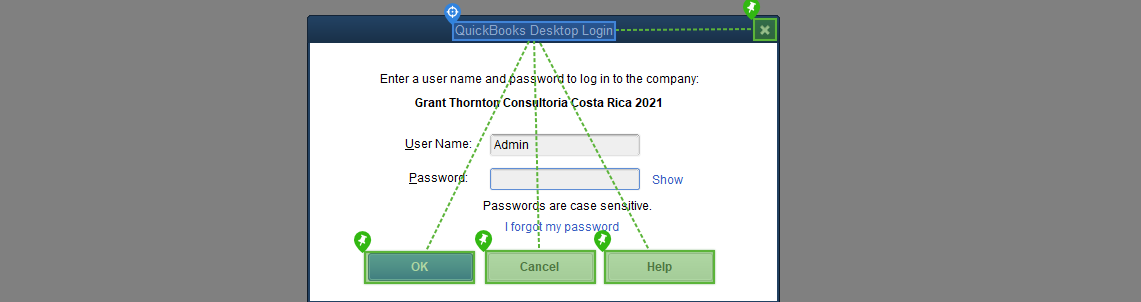 QuickBooks Desktop Login
Enter a user name and password to log in to the company:
Grant Thornton Consultoria Costa Rica 2021
User Name: Admin
Password: Show
Passwords are case sensitive.
I forgot my password
OK Cancel Help